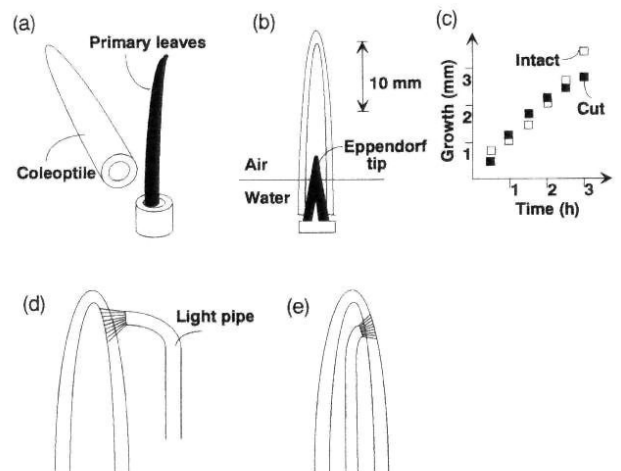 (a)
Primary leaves
Coleoptile
(b)
10 mm
Eppendorf
tip
Air
Water
(c)
Growth (mm)
3
2
1
Intact
Cut
1 2 3
Time (h)
(d)
Light pipe
(e)